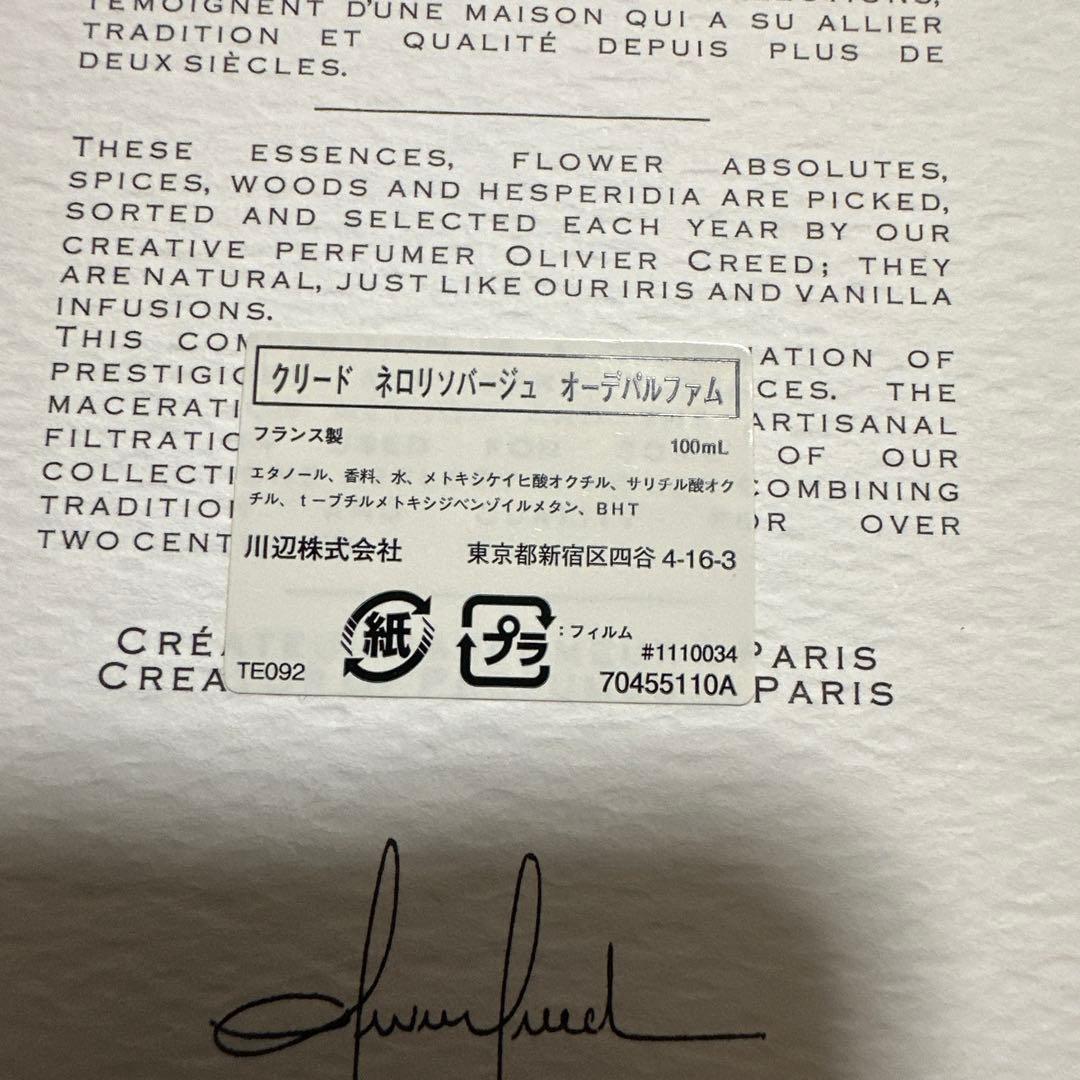 TÉMOIGNENT D'UNE MAISON QUI A SU ALLIER
TRADITION ET QUALITÉ DEPUIS PLUS DE
DEUX SIÈCLES.
THESE ESSENCES, FLOWER ABSOLUTES,
SPICES, WOODS AND HESPERIDIA ARE PICKED,
SORTED AND SELECTED EACH YEAR BY OUR
CREATIVE PERFUMER OLIVIER CREED; THEY
ARE NATURAL, JUST LIKE OUR IRIS AND VANILLA
INFUSIONS.
THIS COM IATION OF
PRESTIGIO CES. THE
MACERATI ARTISANAL
FILTRATIO OF OUR
COLLECTI COMBINING
TRADITION OR OVER
TWO CENT
クリード ネロリソバージュ オーデパルファム
フランス製 100mL
エタノール、香料、水、メトキシケイヒ酸オクチル、サリチル酸オク
チル、t－ブチルメトキシジベンゾイルメタン、BHT
川辺株式会社 東京都新宿区四谷 4-16-3
紙 プラ :フィルム
#1110034
TE092 70455110A
CRÉA PARIS
CREA PARIS
Olivier Creed